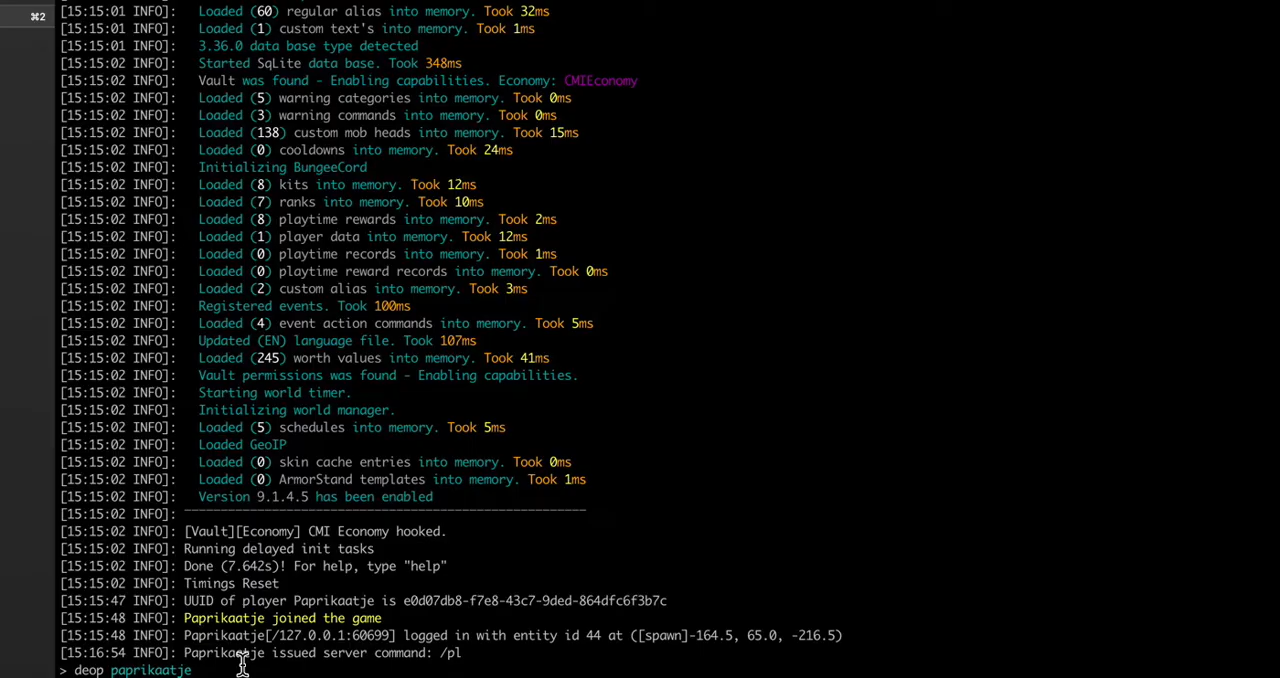 ⌘2
[15:15:01 INFO]: Loaded (60) regular alias into memory. Took 32ms
[15:15:01 INFO]: Loaded (1) custom text's into memory. Took 1ms
[15:15:01 INFO]: 3.36.0 data base type detected
[15:15:02 INFO]: Started SqLite data base. Took 348ms
[15:15:02 INFO]: Vault was found - Enabling capabilities. Economy: CMIEconomy
[15:15:02 INFO]: Loaded (5) warning categories into memory. Took 0ms
[15:15:02 INFO]: Loaded (3) warning commands into memory. Took 0ms
[15:15:02 INFO]: Loaded (138) custom mob heads into memory. Took 15ms
[15:15:02 INFO]: Loaded (0) cooldowns into memory. Took 24ms
[15:15:02 INFO]: Initializing BungeeCord
[15:15:02 INFO]: Loaded (8) kits into memory. Took 12ms
[15:15:02 INFO]: Loaded (7) ranks into memory. Took 10ms
[15:15:02 INFO]: Loaded (8) playtime rewards into memory. Took 2ms
[15:15:02 INFO]: Loaded (1) player data into memory. Took 12ms
[15:15:02 INFO]: Loaded (0) playtime records into memory. Took 1ms
[15:15:02 INFO]: Loaded (0) playtime reward records into memory. Took 0ms
[15:15:02 INFO]: Loaded (2) custom alias into memory. Took 3ms
[15:15:02 INFO]: Registered events. Took 100ms
[15:15:02 INFO]: Loaded (4) event action commands into memory. Took 5ms
[15:15:02 INFO]: Updated (EN) language file. Took 107ms
[15:15:02 INFO]: Loaded (245) worth values into memory. Took 41ms
[15:15:02 INFO]: Vault permissions was found - Enabling capabilities.
[15:15:02 INFO]: Starting world timer.
[15:15:02 INFO]: Initializing world manager.
[15:15:02 INFO]: Loaded (5) schedules into memory. Took 5ms
[15:15:02 INFO]: Loaded GeoIP
[15:15:02 INFO]: Loaded (0) skin cache entries into memory. Took 0ms
[15:15:02 INFO]: Loaded (0) ArmorStand templates into memory. Took 1ms
[15:15:02 INFO]: Version 9.1.4.5 has been enabled
[15:15:02 INFO]:
[15:15:02 INFO]: [Vault][Economy] CMI Economy hooked.
[15:15:02 INFO]: Running delayed init tasks
[15:15:02 INFO]: Done (7.642s)! For help, type "help"
[15:15:02 INFO]: Timings Reset
[15:15:47 INFO]: UUID of player Paprikaatje is e0d07db8-f7e8-43c7-9ded-864dfc6f3b7c
[15:15:48 INFO]: Paprikaatje joined the game
[15:15:48 INFO]: Paprikaatje[/127.0.0.1:60699] logged in with entity id 44 at ([spawn]-164.5, 65.0, -216.5)
[15:16:54 INFO]: Paprikaatje issued server command: /pl
> deop paprikaatje